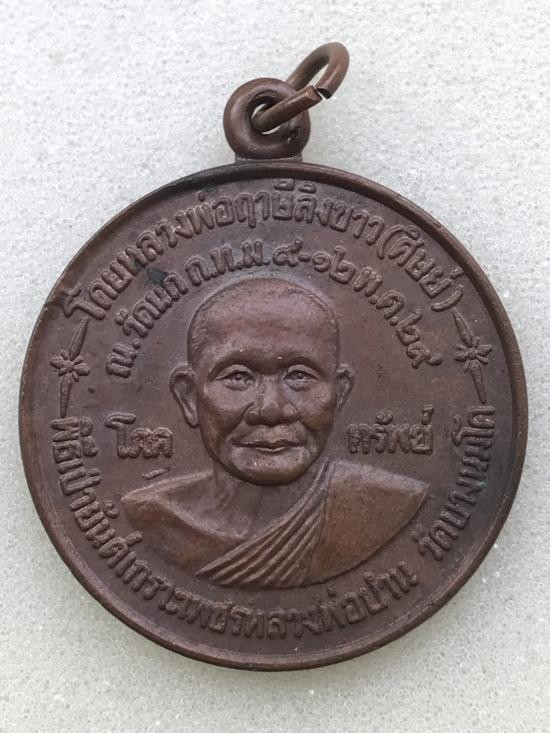 โดยหลวงพ่อฤาษีลิงขาว(ศิษย์)
ณ.วัดนก ก.ท.ม. ๙-๑๒ พ.ค.๒๙
โชค ทรัพย์
พิธีเป่ายันต์เกราะเพชรหลวงพ่อปาน วัดบางนมโค